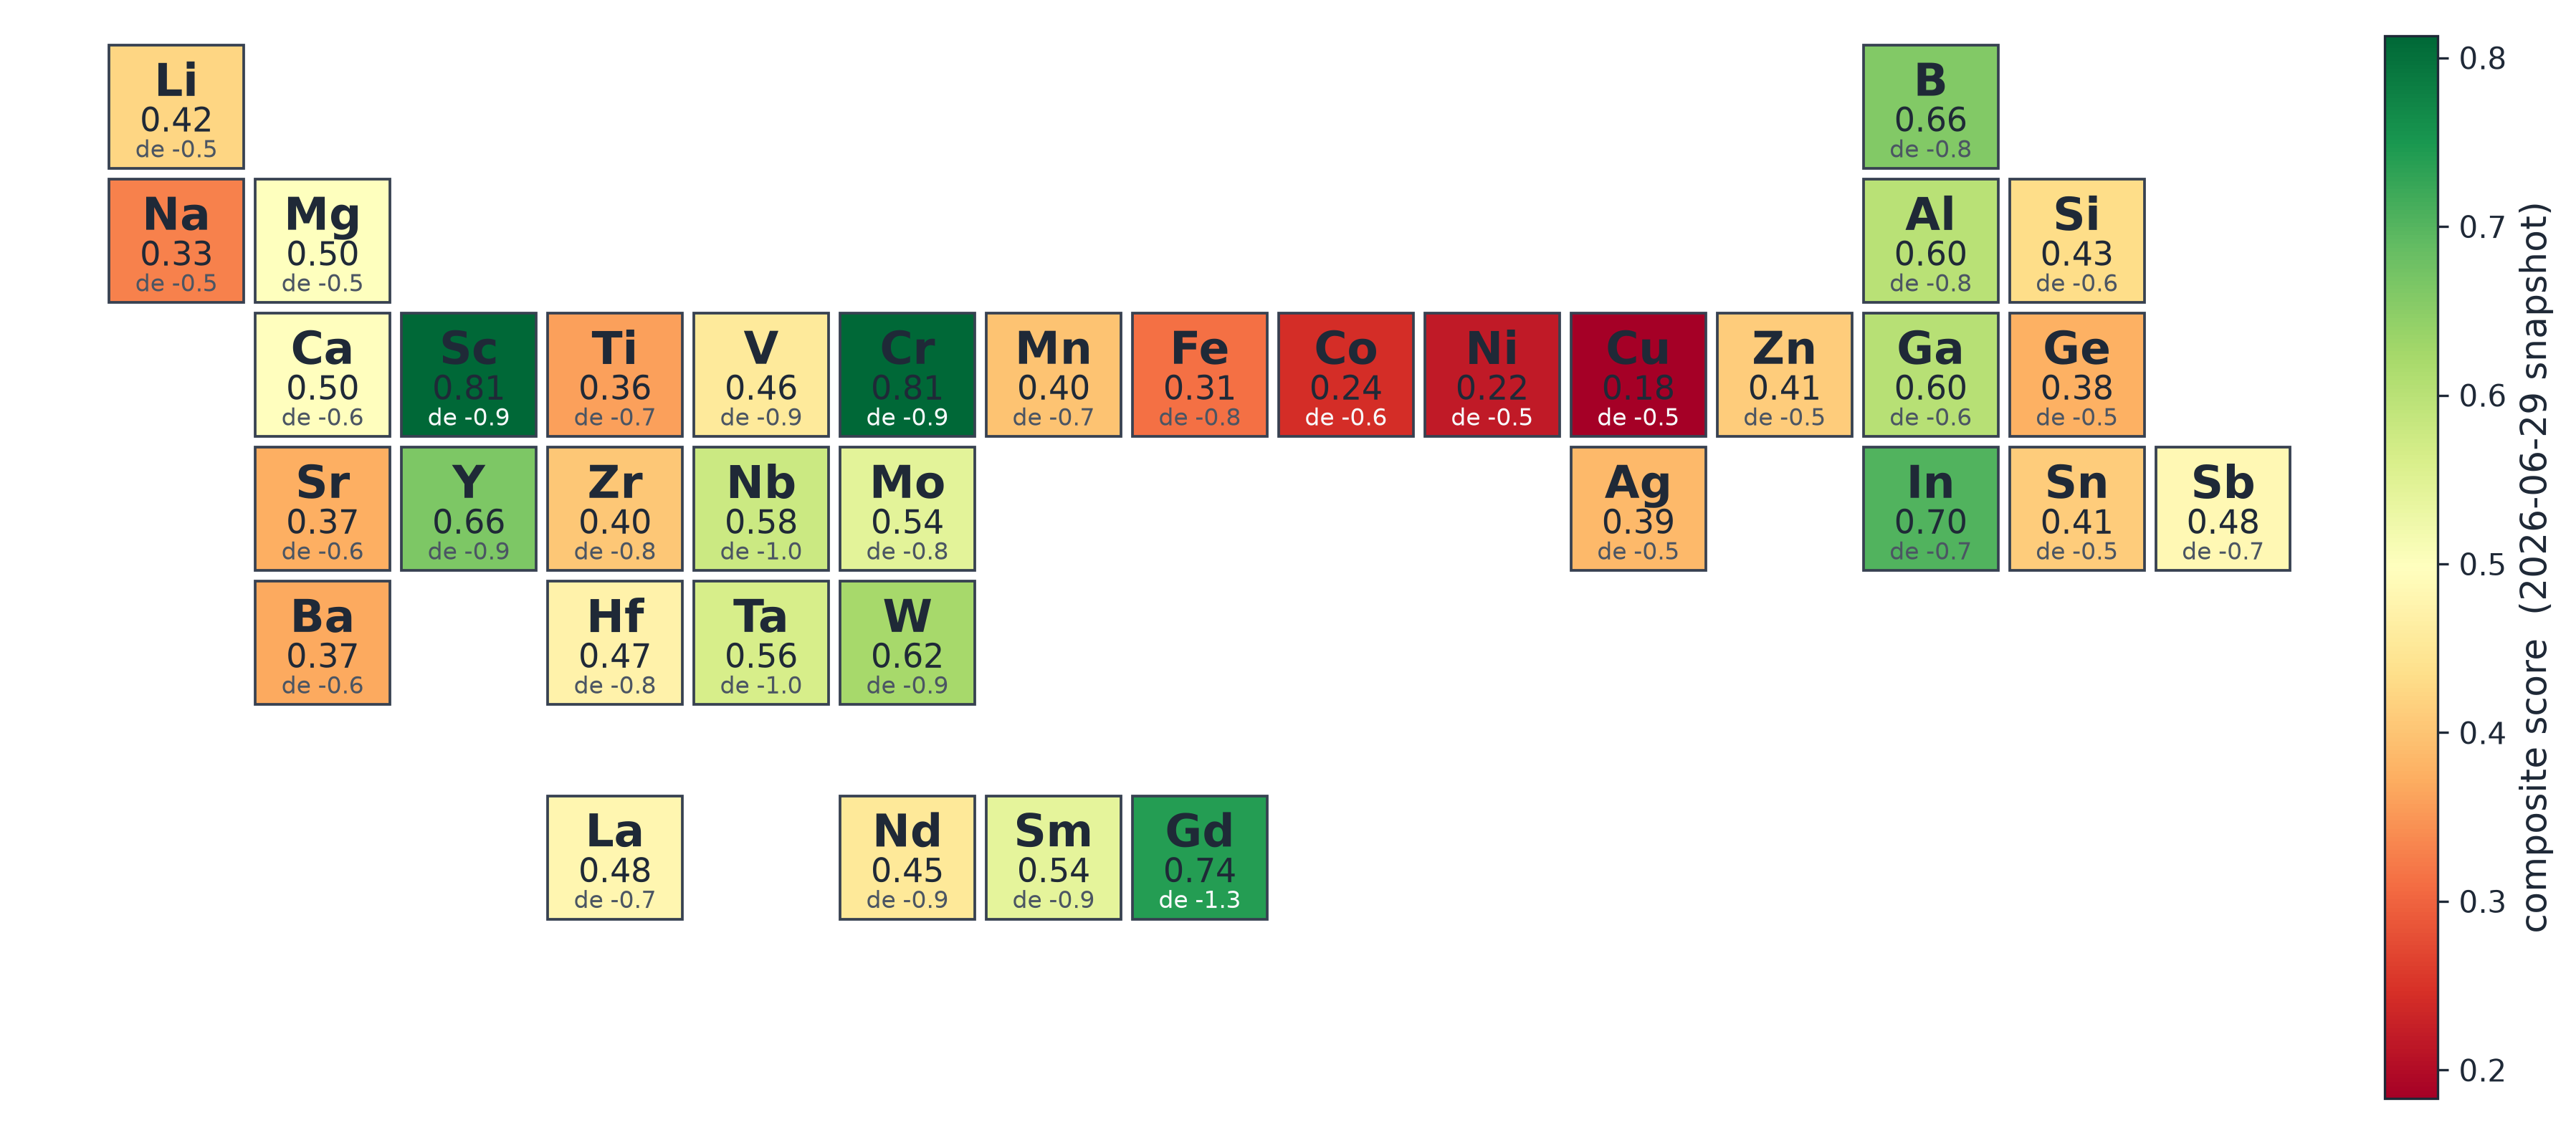 Li
0.42
de -0.5
B
0.66
de -0.8
Na
0.33
de -0.5
Mg
0.50
de -0.5
Al
0.60
de -0.8
Si
0.43
de -0.6
Ca
0.50
de -0.6
Sc
0.81
de -0.9
Ti
0.36
de -0.7
V
0.46
de -0.9
Cr
0.81
de -0.9
Mn
0.40
de -0.7
Fe
0.31
de -0.8
Co
0.24
de -0.6
Ni
0.22
de -0.5
Cu
0.18
de -0.5
Zn
0.41
de -0.5
Ga
0.60
de -0.6
Ge
0.38
de -0.5
Sr
0.37
de -0.6
Y
0.66
de -0.9
Zr
0.40
de -0.8
Nb
0.58
de -1.0
Mo
0.54
de -0.8
Ag
0.39
de -0.5
In
0.70
de -0.7
Sn
0.41
de -0.5
Sb
0.48
de -0.7
Ba
0.37
de -0.6
Hf
0.47
de -0.8
Ta
0.56
de -1.0
W
0.62
de -0.9
La
0.48
de -0.7
Nd
0.45
de -0.9
Sm
0.54
de -0.9
Gd
0.74
de -1.3
0.8
0.7
0.6
0.5
0.4
0.3
0.2
composite score (2026-06-29 snapshot)